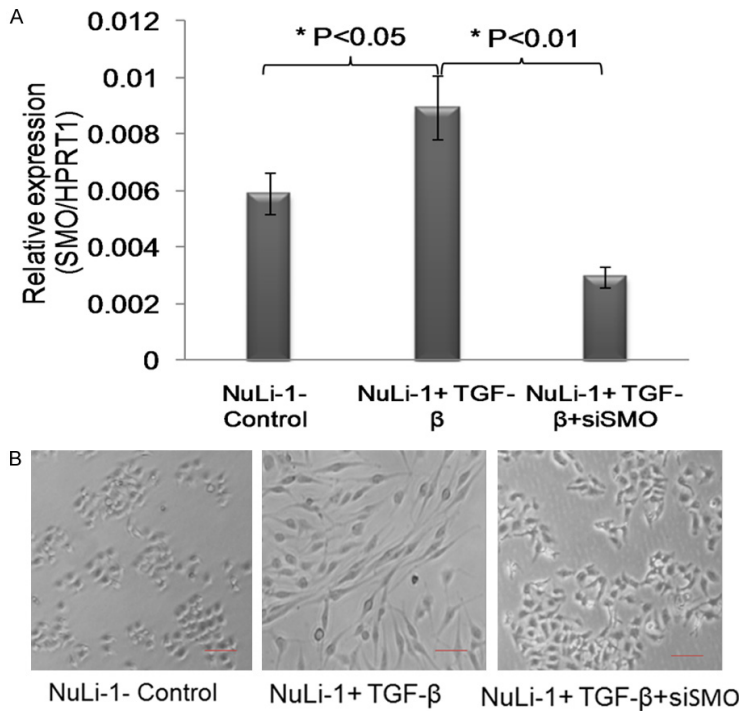 A
Relative expression
(SMO/HPRT1)
0.012
0.01
0.008
0.006
0.004
0.002
0
* P<0.05
* P<0.01
NuLi-1-
Control
NuLi-1+ TGF-
β
NuLi-1+ TGF-
β+siSMO
B
NuLi-1- Control
NuLi-1+ TGF-β
NuLi-1+ TGF-β+siSMO